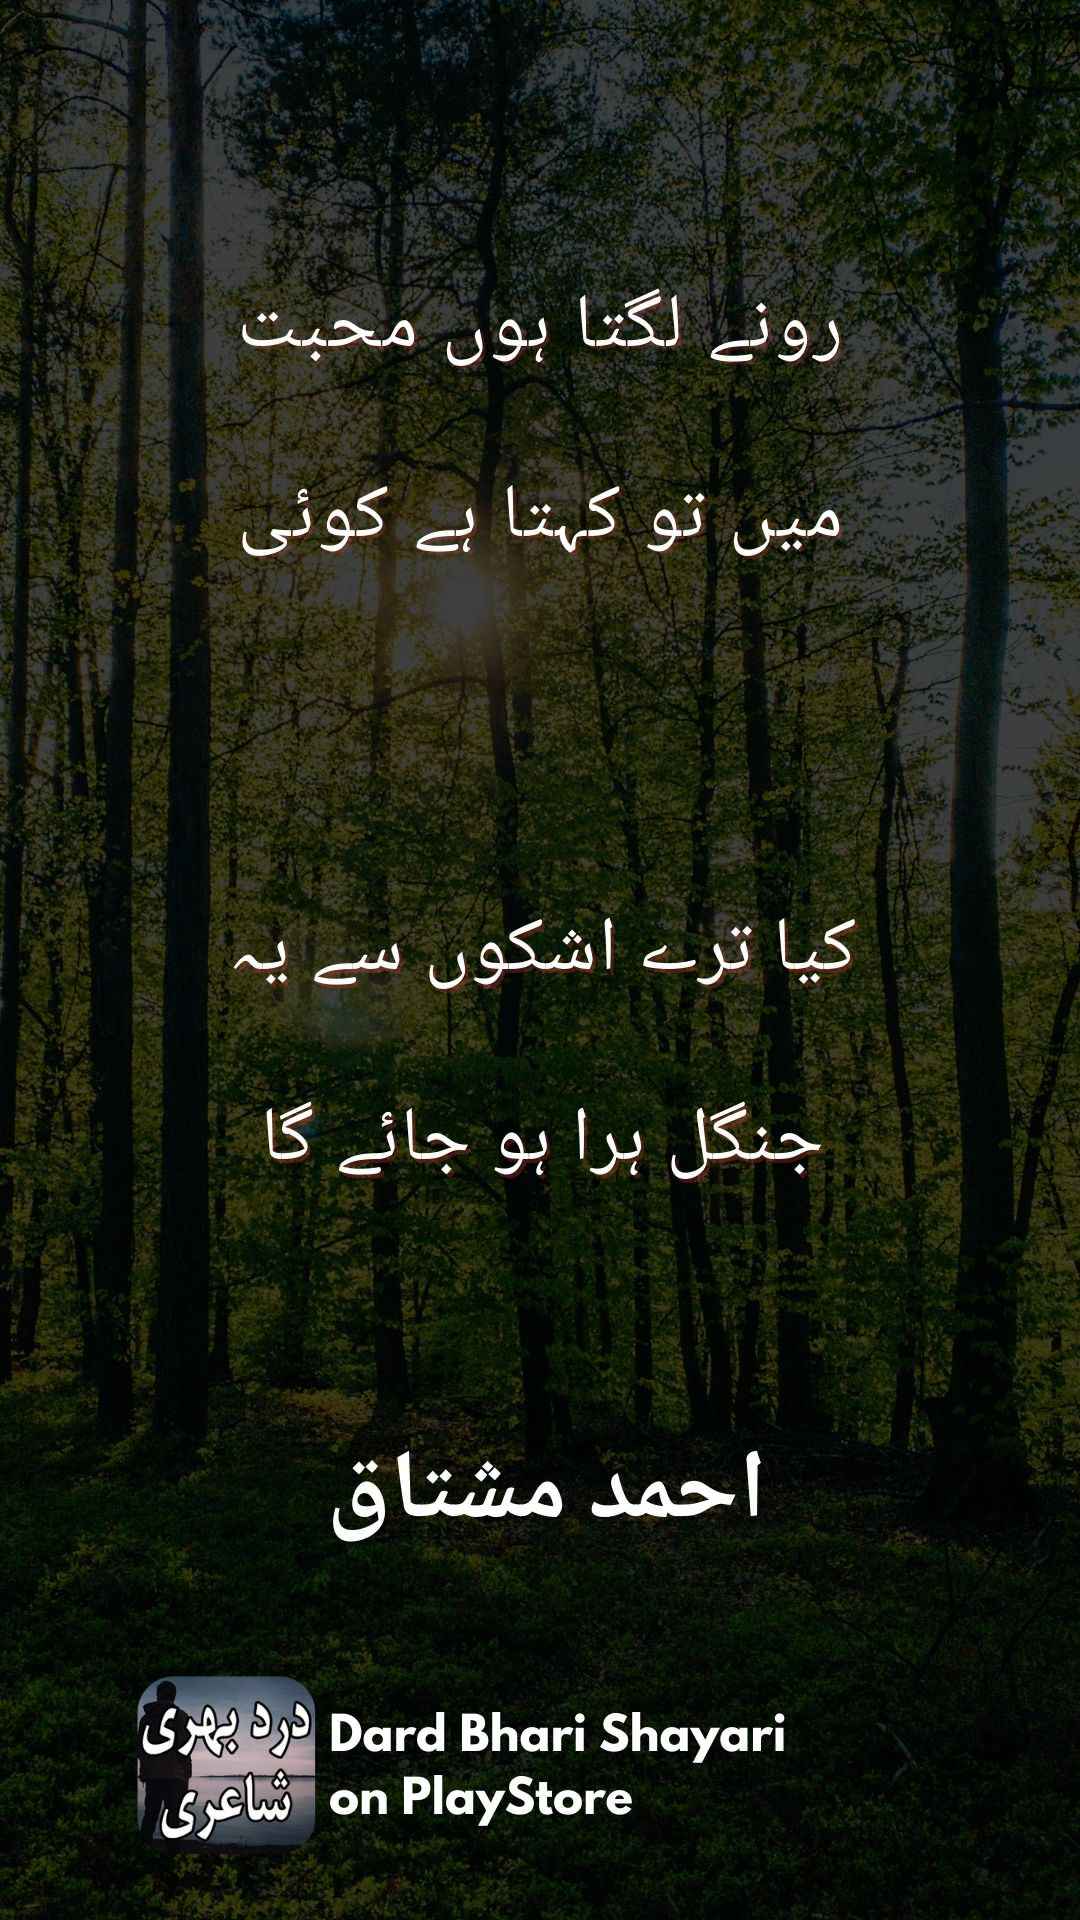 رونے لگتا ہوں محبت
میں تو کہتا ہے کوئی
کیا ترے اشکوں سے یہ
جنگل ہرا ہو جائے گا
احمد مشتاق
درد بھری
شاعری
Dard Bhari Shayari
on PlayStore